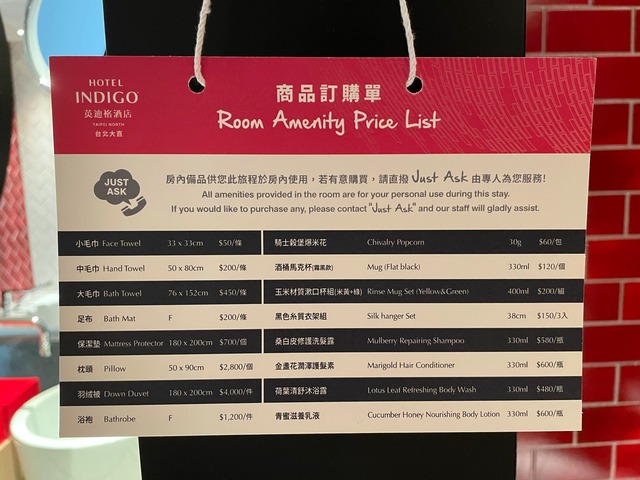 HOTEL
INDIGO
英迪格酒店
TAIPEI NORTH
台北大直
商品訂購單
Room Amenity Price List
JUST
ASK
房內備品供您此旅程於房內使用，若有意購買，請直撥 Just Ask 由專人為您服務!
All amenities provided in the room are for your personal use during this stay.
If you would like to purchase any, please contact "Just Ask" and our staff will gladly assist.
小毛巾 Face Towel 33 x 33cm $50/條
中毛巾 Hand Towel 50 x 80cm $200/條
大毛巾 Bath Towel 76 x 152cm $450/條
足布 Bath Mat F $200/條
保潔墊 Mattress Protector 180 x 200cm $700/個
枕頭 Pillow 50 x 90cm $2,800/個
羽絨被 Down Duvet 180 x 200cm $4,000/件
浴袍 Bathrobe F $1,200/件
騎士穀堡爆米花 Chivalry Popcorn 30g $60/包
酒桶馬克杯(霧黑款) Mug (Flat black) 330ml $120/個
玉米材質漱口杯組(米黃+綠) Rinse Mug Set (Yellow&Green) 400ml $200/組
黑色絲質衣架組 Silk hanger Set 38cm $150/3入
桑白皮修護洗髮露 Mulberry Repairing Shampoo 330ml $580/瓶
金盞花潤澤護髮素 Marigold Hair Conditioner 330ml $600/瓶
荷葉清舒沐浴露 Lotus Leaf Refreshing Body Wash 330ml $480/瓶
青蜜滋養乳液 Cucumber Honey Nourishing Body Lotion 330ml $600/瓶